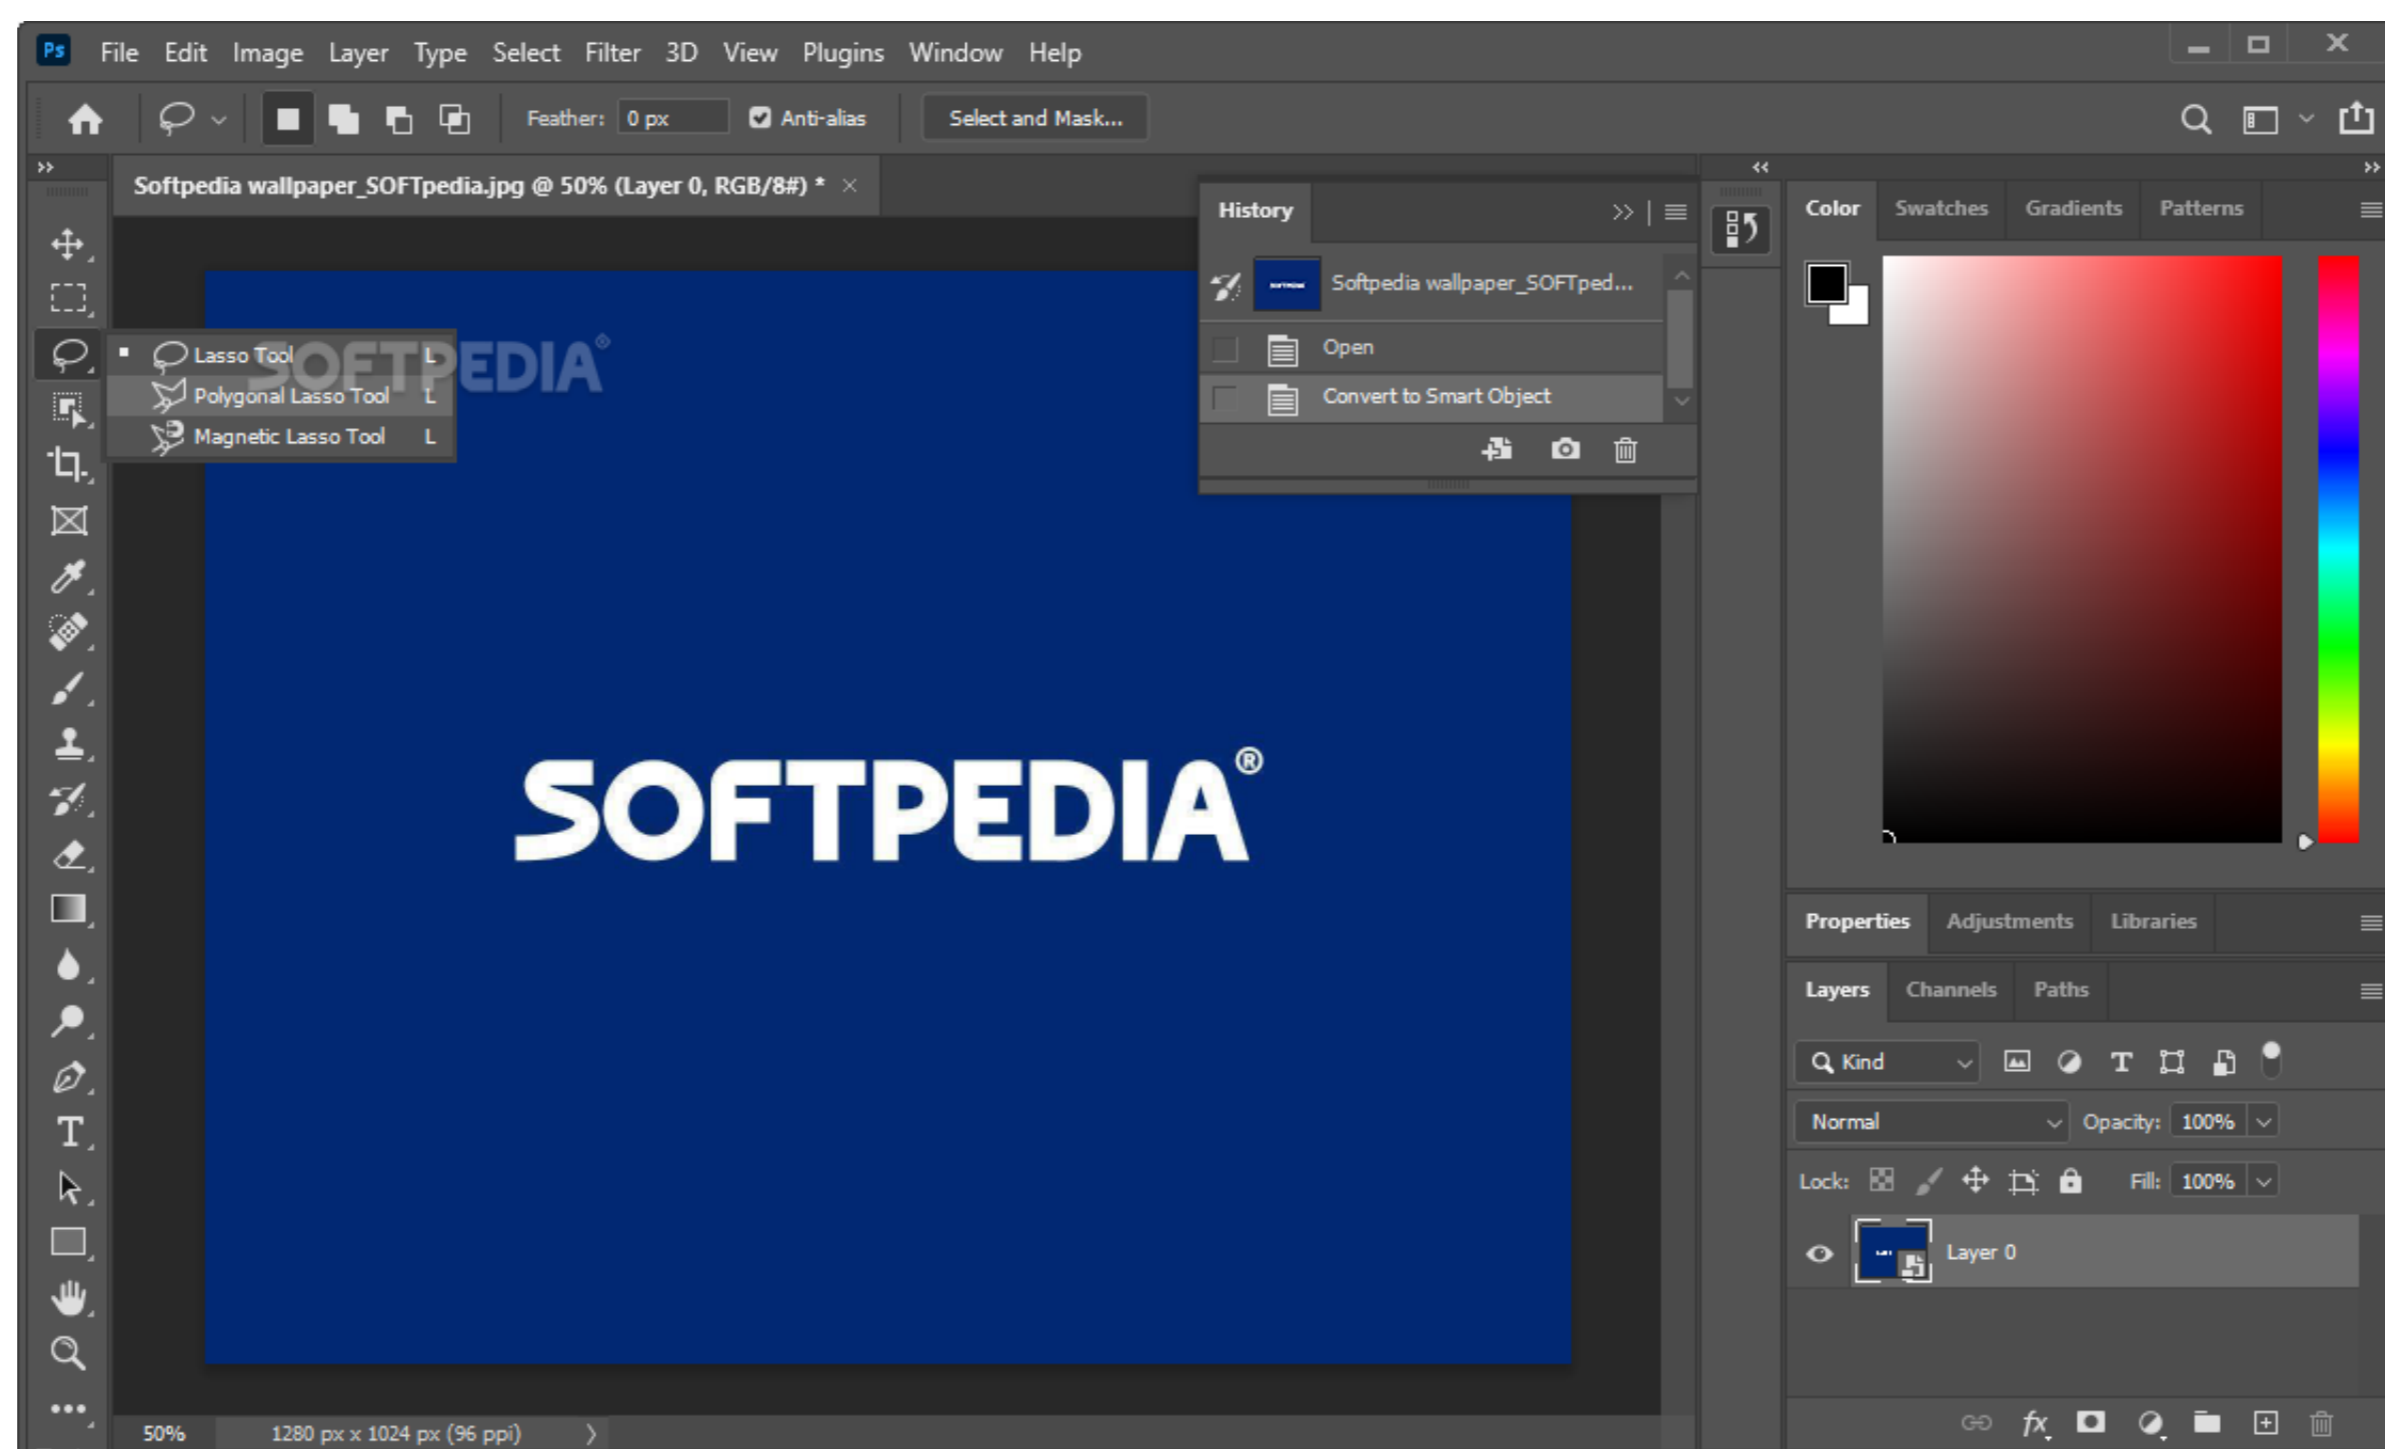 Ps File Edit Image Layer Type Select Filter 3D View Plugins Window Help
Feather: 0 px Anti-alias Select and Mask...
Softpedia wallpaper_SOFTpedia.jpg @ 50% (Layer 0, RGB/8#) *
History
Softpedia wallpaper_SOFTped...
Open
Convert to Smart Object
Color Swatches Gradients Patterns
Lasso Tool L
Polygonal Lasso Tool L
Magnetic Lasso Tool L
SOFTPEDIA®
SOFTPEDIA®
Properties Adjustments Libraries
Layers Channels Paths
Kind
Normal Opacity: 100%
Lock: Fill: 100%
Layer 0
fx
50% 1280 px x 1024 px (96 ppi)